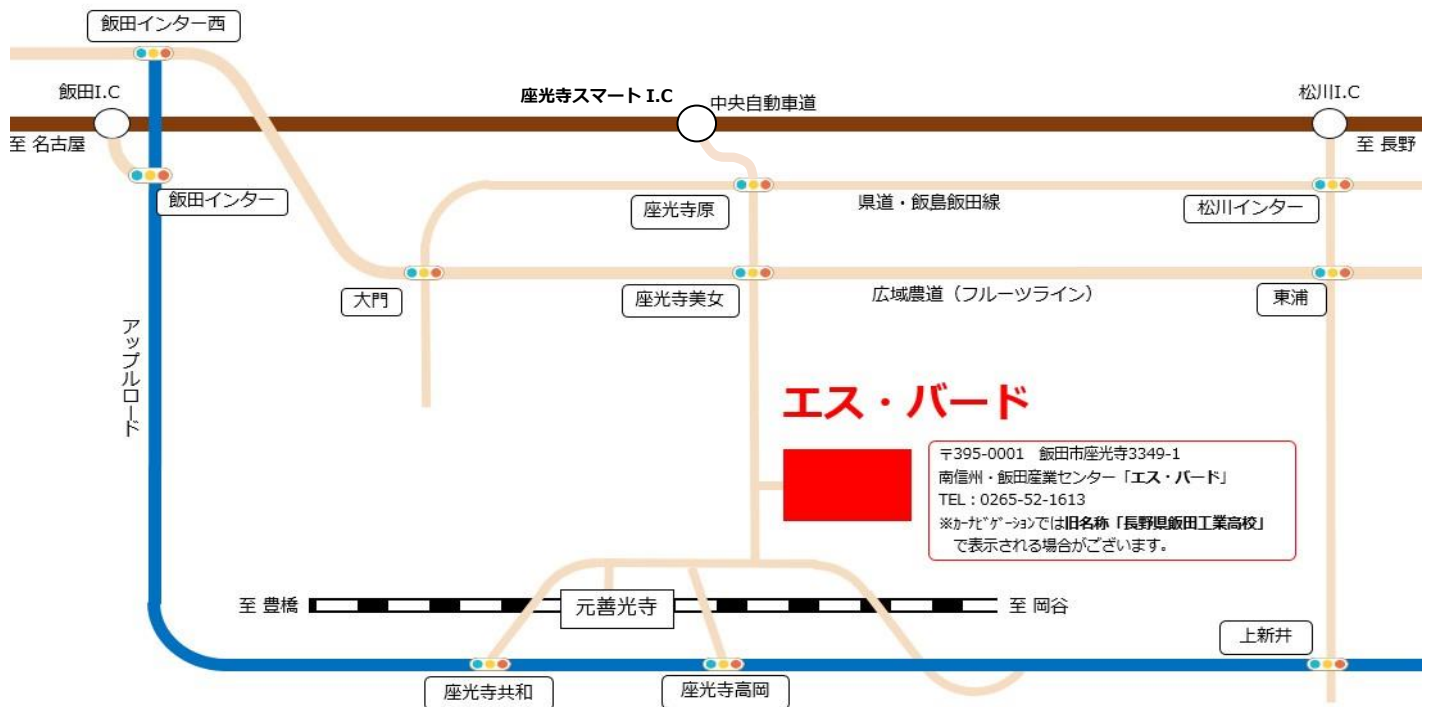 飯田インター西
飯田I.C
座光寺スマート I.C
中央自動車道
松川I.C
至 名古屋
至 長野
飯田インター
座光寺原
県道・飯島飯田線
松川インター
大門
座光寺美女
広域農道（フルーツライン）
東浦
アップルロード
エス・バード
〒395-0001　飯田市座光寺3349-1
南信州・飯田産業センター「エス・バード」
TEL：0265-52-1613
※ｶｰﾅﾋﾞｹﾞｰｼｮﾝでは旧名称「長野県飯田工業高校」
で表示される場合がございます。
至 豊橋
元善光寺
至 岡谷
上新井
座光寺共和
座光寺高岡